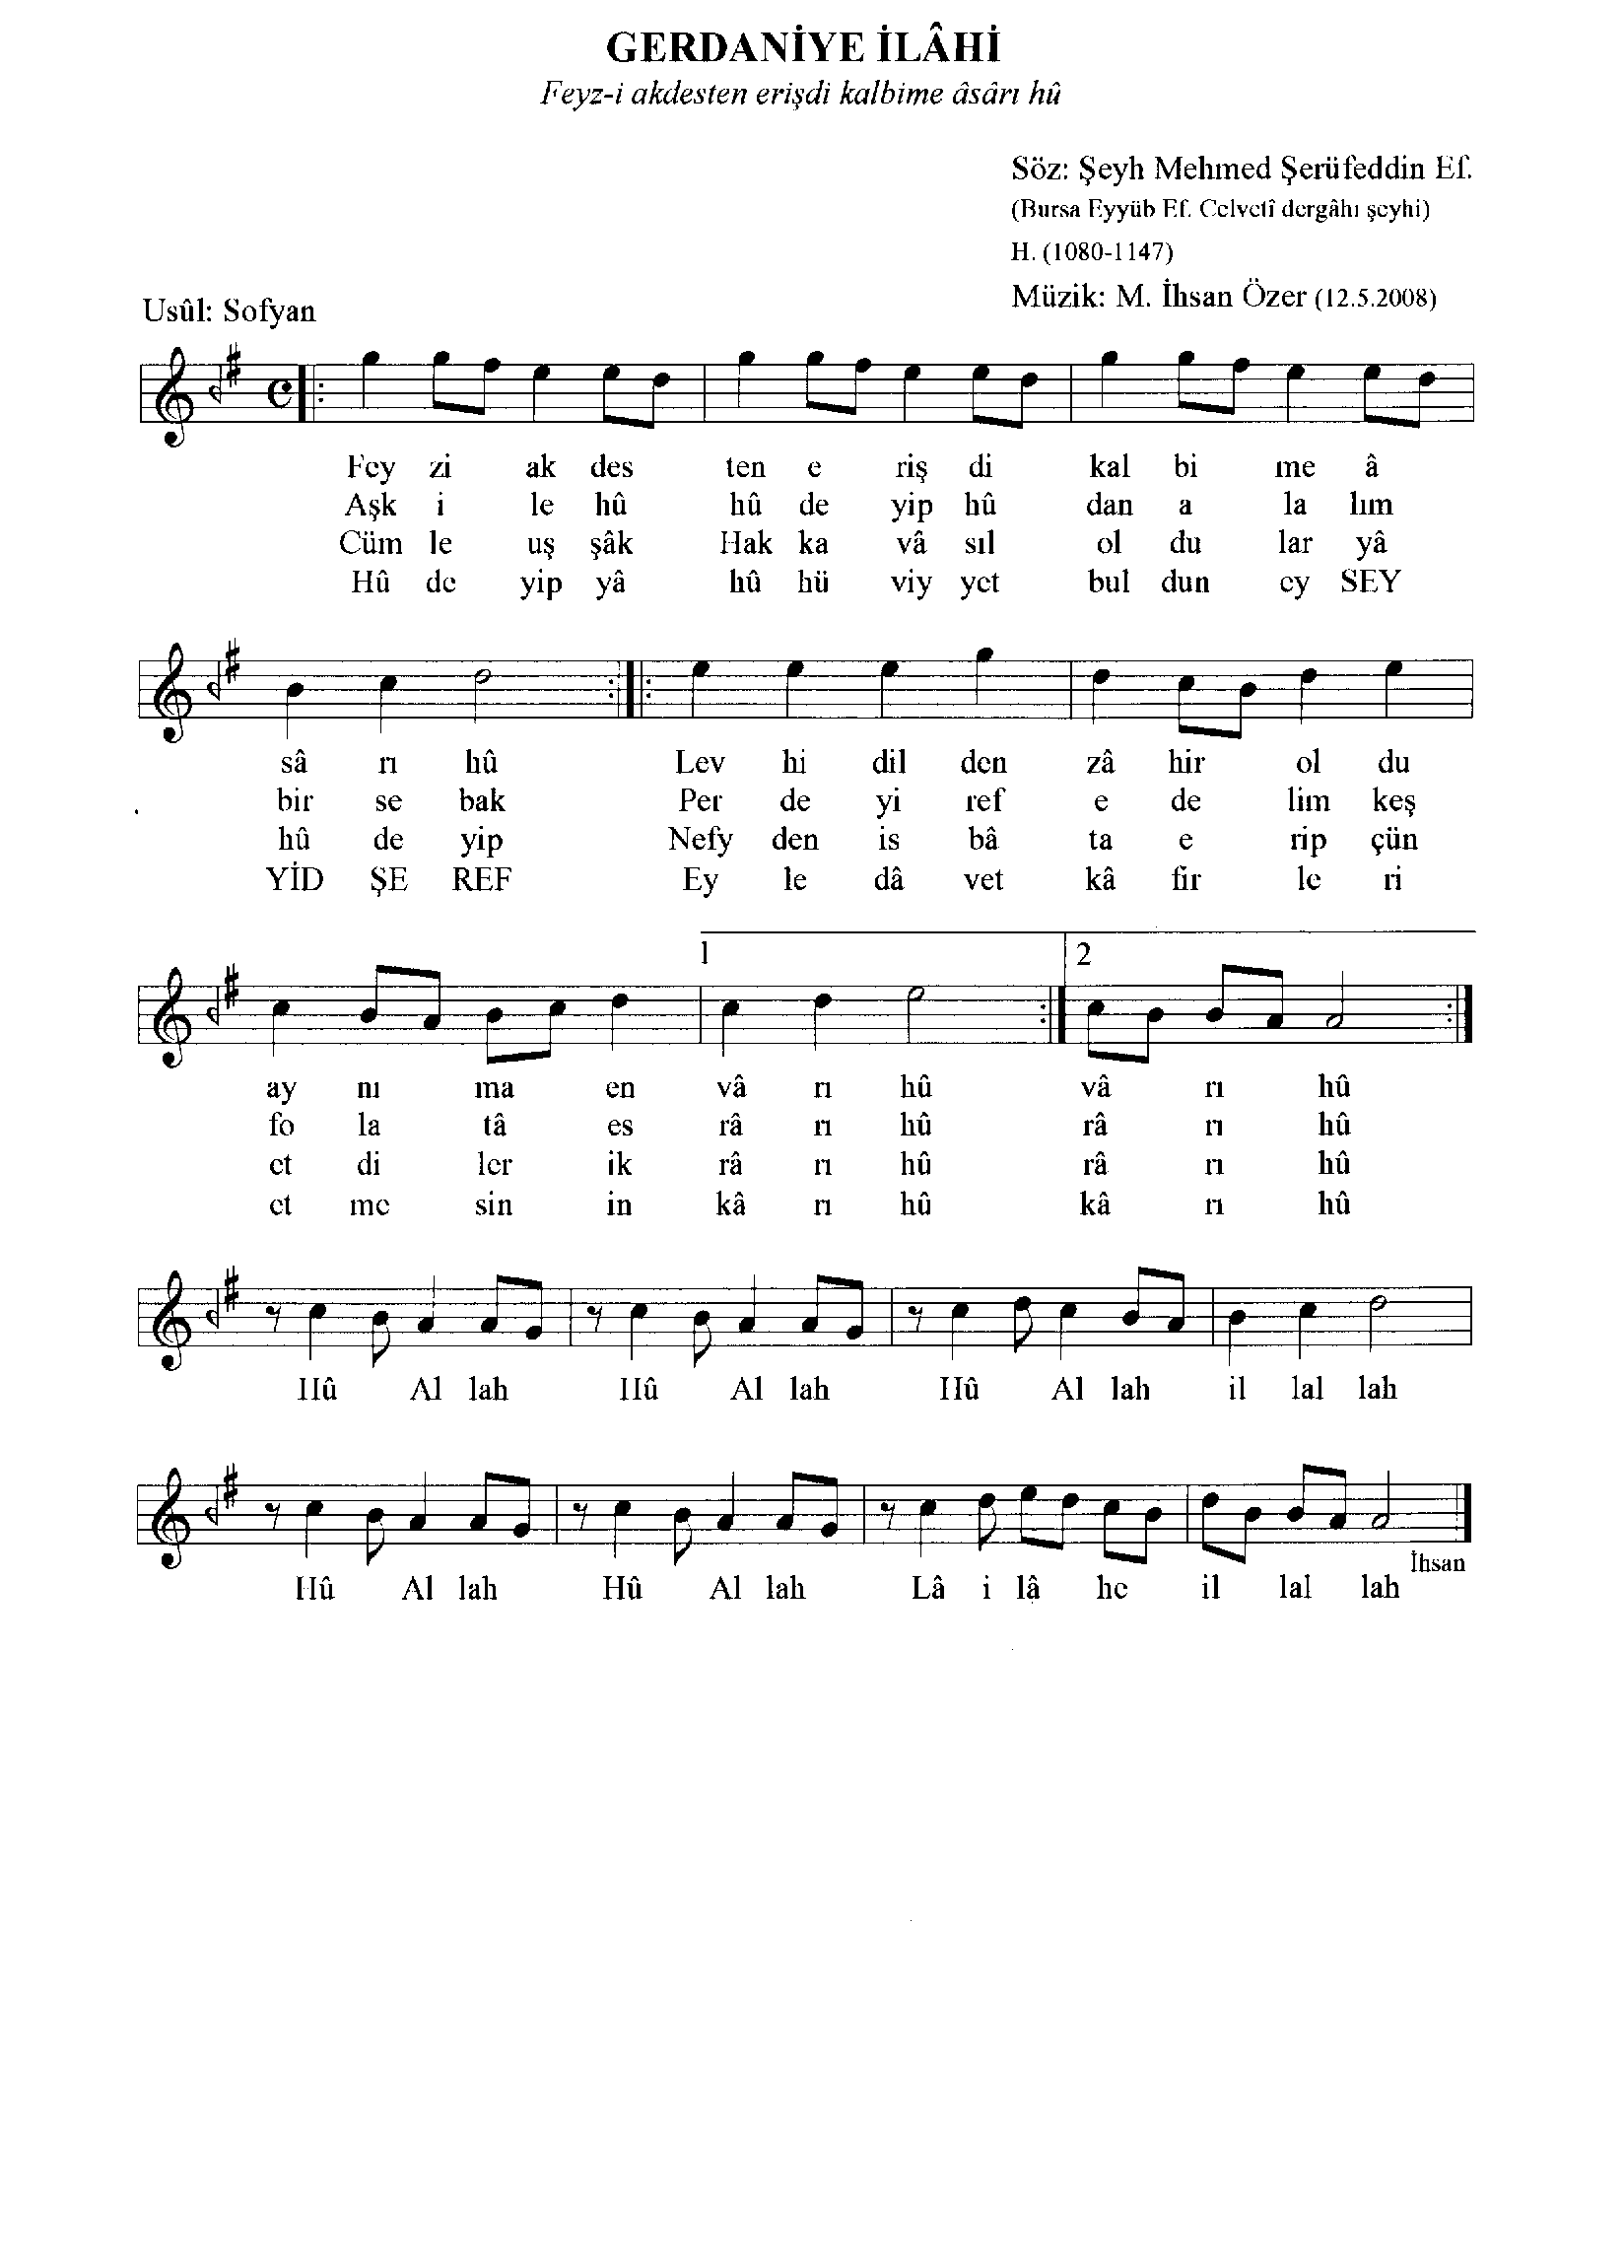 GERDANİYE İLÂHİ
Feyz-i akdesten erişdi kalbime âsârı hû
Söz: Şeyh Mehmed Şerüfeddin Ef.
(Bursa Eyyüb Ef. Celvetî dergâhı şeyhi)
H. (1080-1147)
Müzik: M. İhsan Özer (12.5.2008)
Usûl: Sofyan
Fey zi ak des ten e riş di kal bi me â
Aşk i le hû hû de yip hû dan a la lım
Cüm le uş şâk Hak ka vâ sıl ol du lar yâ
Hû de yip yâ hû hü viy yet bul dun ey SEY
sâ rı hû Lev hi dil den zâ hir ol du
bir se bak Per de yi ref e de lim keş
hû de yip Nefy den is bâ ta e rip çün
YİD ŞE REF Ey le dâ vet kâ fir le ri
1 2
ay nı ma en vâ rı hû vâ rı hû
fo la tâ es râ rı hû râ rı hû
et di ler ik râ rı hû râ rı hû
et me sin in kâ rı hû kâ rı hû
Hû Al lah Hû Al lah Hû Al lah il lal lah
Hû Al lah Hû Al lah Lâ i lâ he il lal lah
İhsan